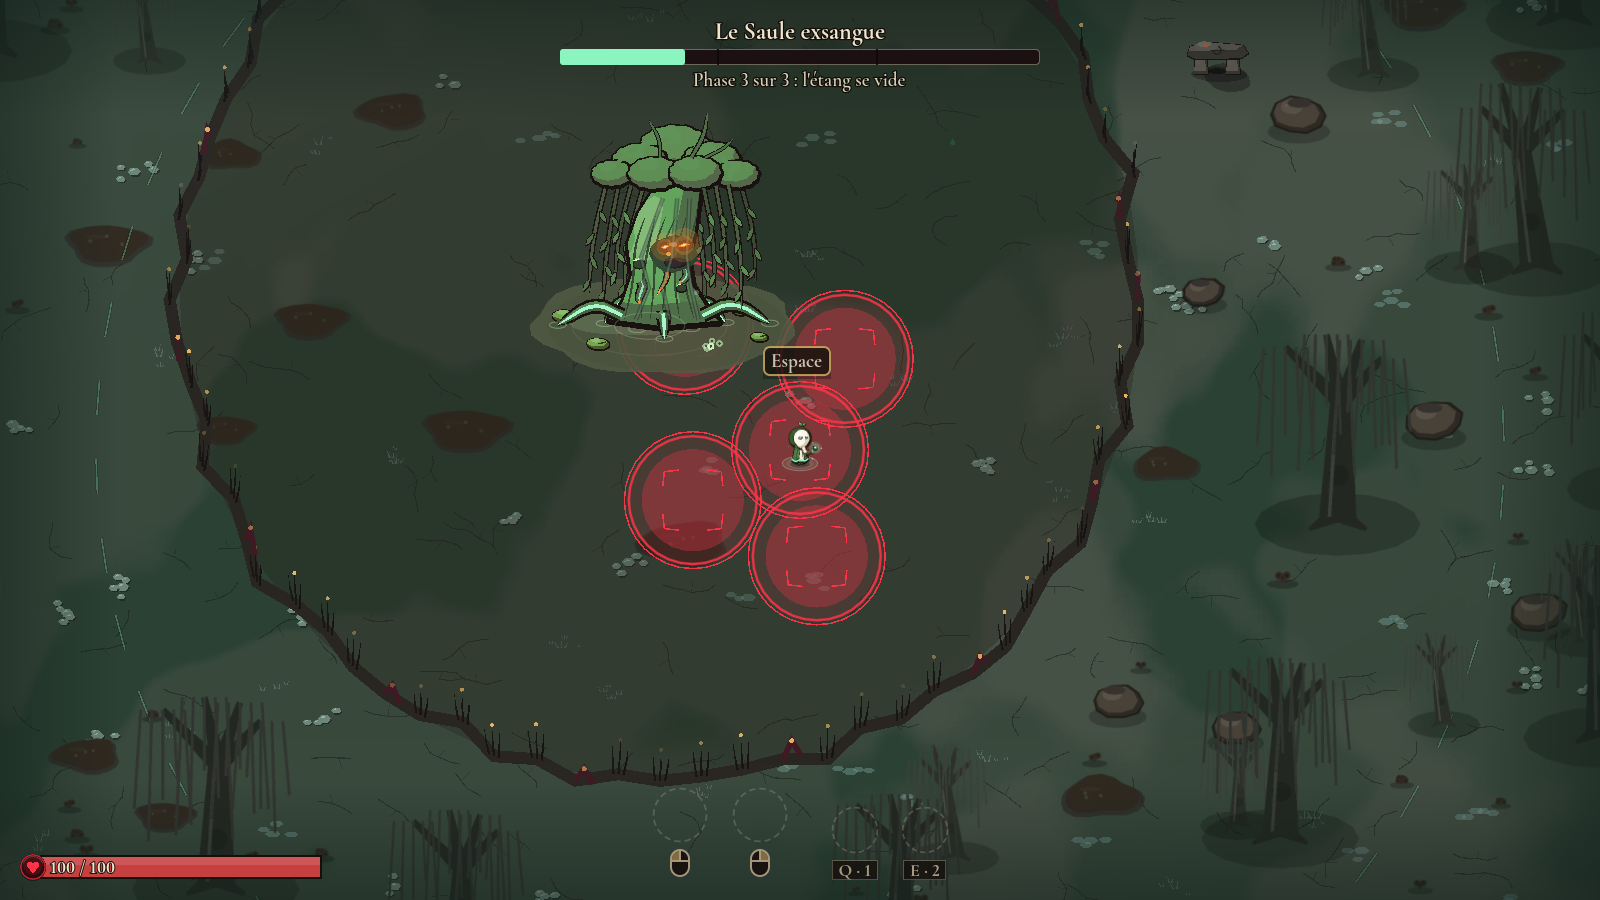 Le Saule exsangue
Phase 3 sur 3 : l'étang se vide
Espace
100 / 100
Q · 1
E · 2